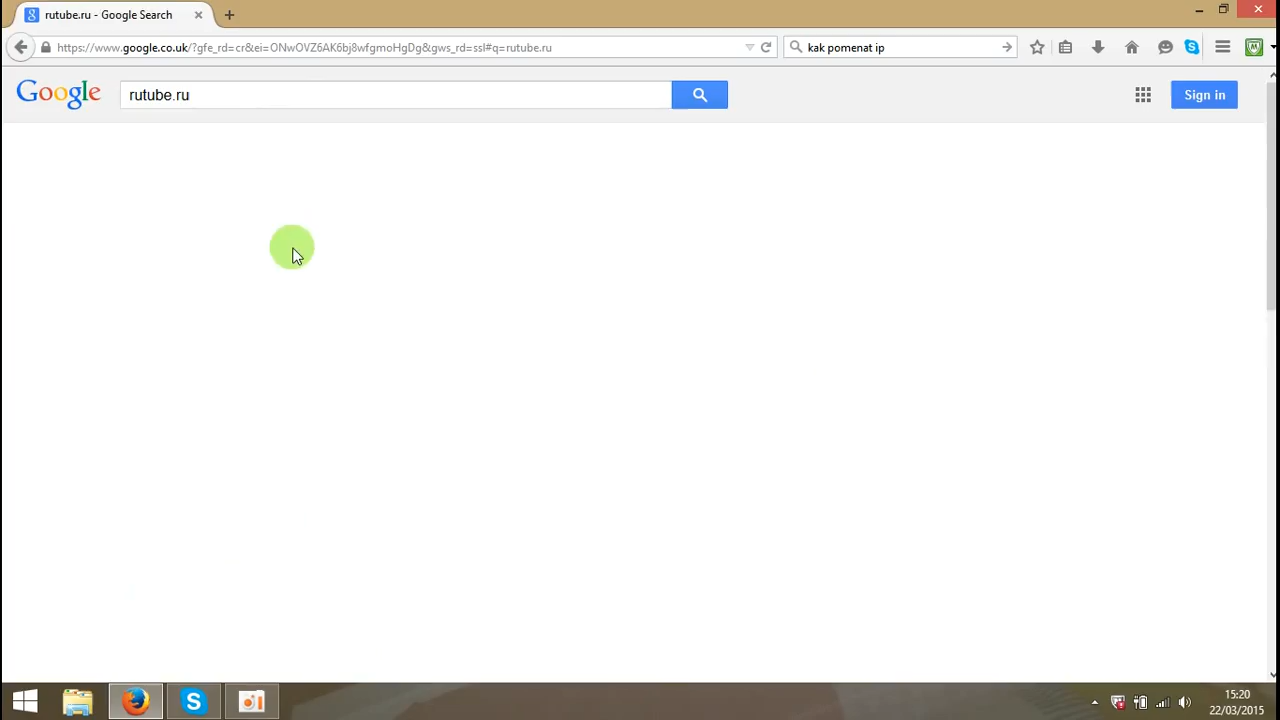 rutube.ru - Google Search
https://www.google.co.uk/?gfe_rd=cr&ei=ONwOVZ6AK6bj8wfgmoHgDg&gws_rd=ssl#q=rutube.ru
kak pomenat ip
Google
rutube.ru
Sign in
15:20
22/03/2015